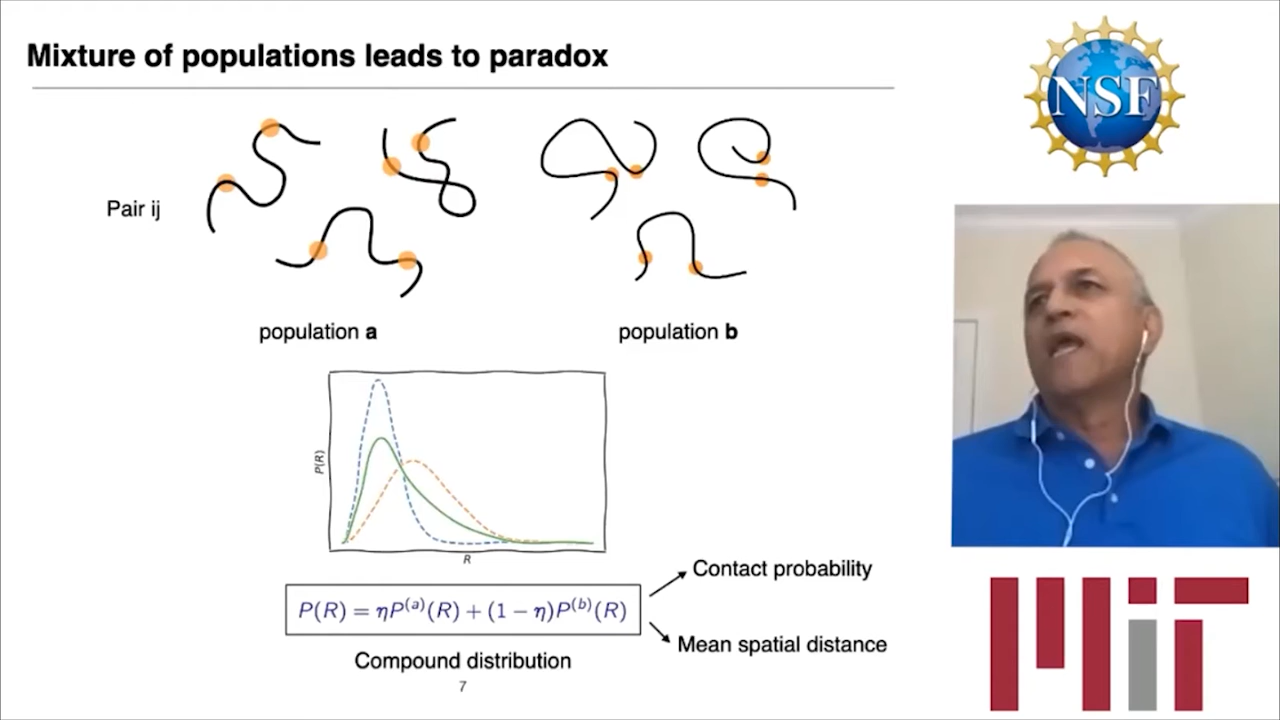 Mixture of populations leads to paradox
NSF
Pair ij
population a
population b
P(R)
R
P(R) = ηP^(a)(R) + (1 − η)P^(b)(R)
Contact probability
Mean spatial distance
Compound distribution
7
MIT